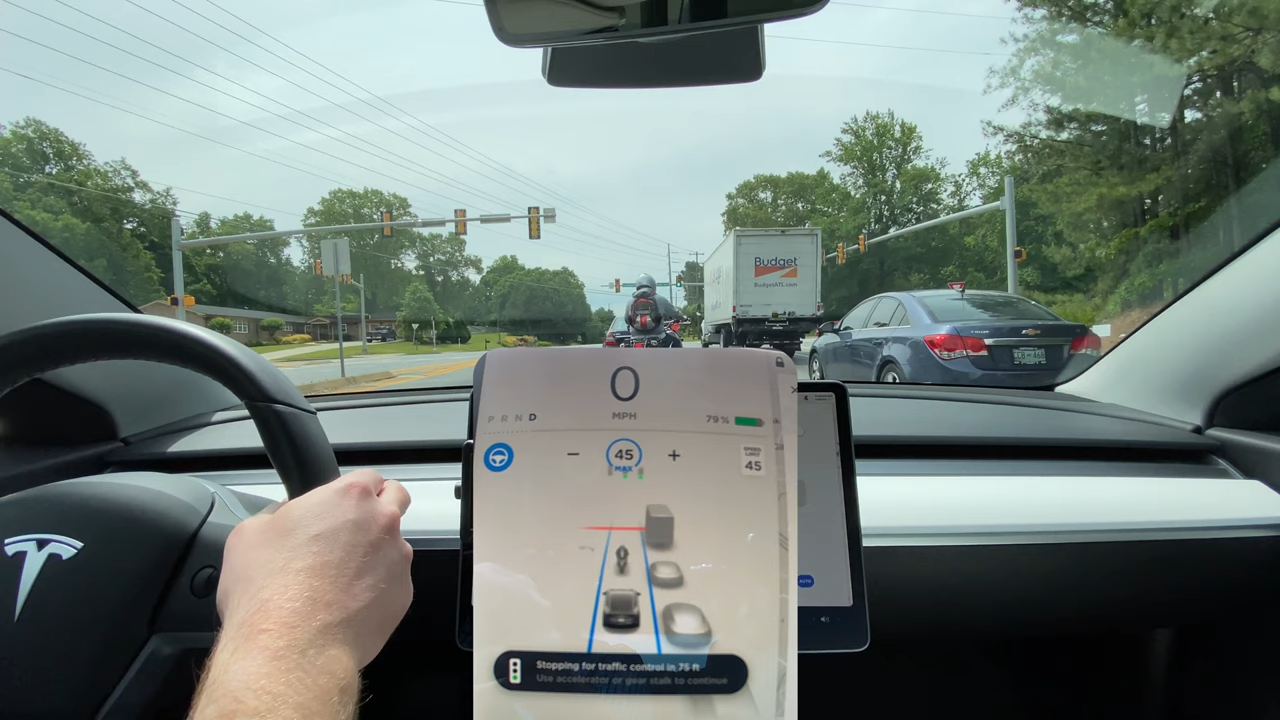 Budget
BudgetATL.com
0
MPH
P R N D
79%
45
MAX
SPEED
LIMIT
45
Stopping for traffic control in 75 ft
Use accelerator or gear stalk to continue
AUTO